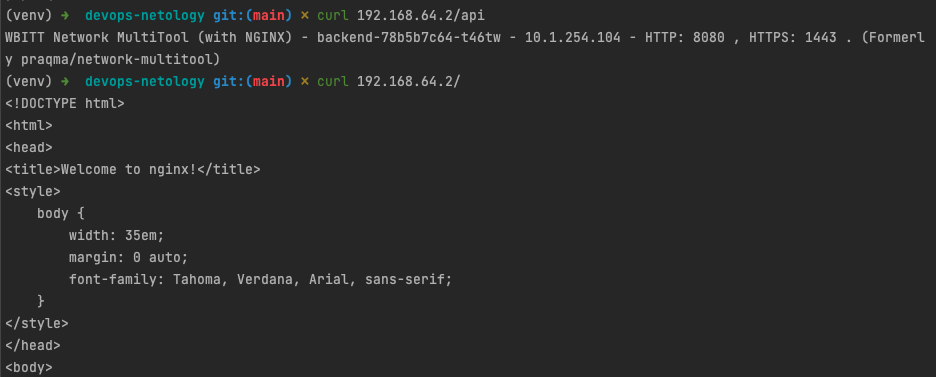 (venv) ➜  devops-netology git:(main) ✗ curl 192.168.64.2/api
WBITT Network MultiTool (with NGINX) - backend-78b5b7c64-t46tw - 10.1.254.104 - HTTP: 8080 , HTTPS: 1443 . (Formerl
y praqma/network-multitool)
(venv) ➜  devops-netology git:(main) ✗ curl 192.168.64.2/
<!DOCTYPE html>
<html>
<head>
<title>Welcome to nginx!</title>
<style>
    body {
        width: 35em;
        margin: 0 auto;
        font-family: Tahoma, Verdana, Arial, sans-serif;
    }
</style>
</head>
<body>